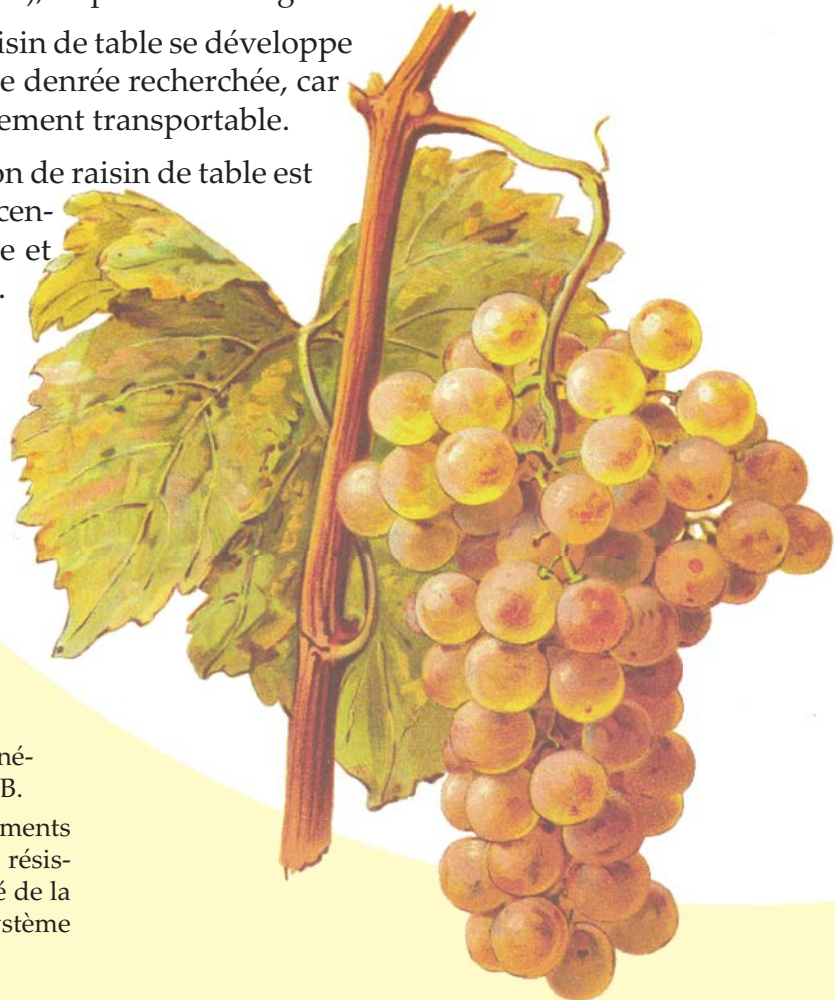 isin de table se développe
e denrée recherchée, car
ement transportable.
on de raisin de table est
cen-
e et
.
né-
B.
ments
résis-
é de la
ystème